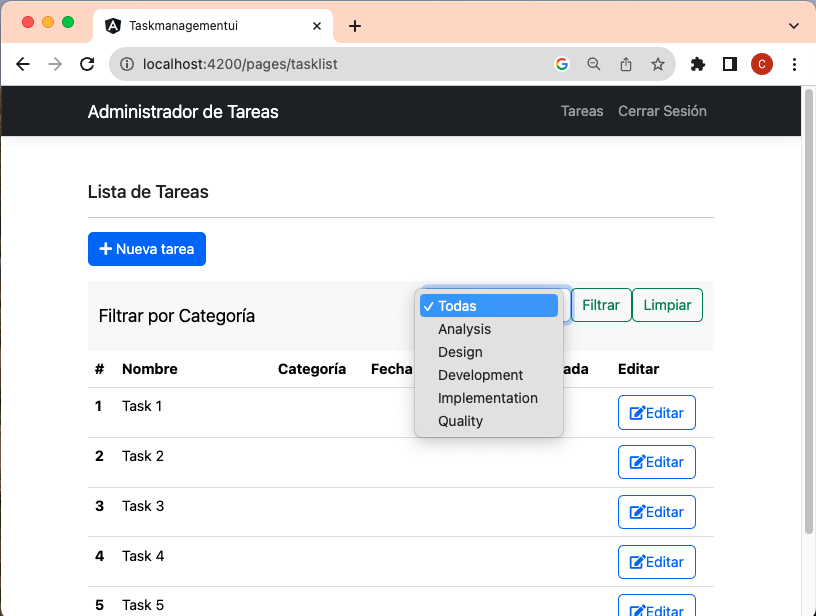 Taskmanagementui
localhost:4200/pages/tasklist
C
Administrador de Tareas
Tareas Cerrar Sesión
Lista de Tareas
Nueva tarea
Filtrar por Categoría
Todas
Analysis
Design
Development
Implementation
Quality
Filtrar Limpiar
# Nombre Categoría Fecha ada Editar
1 Task 1 Editar
2 Task 2 Editar
3 Task 3 Editar
4 Task 4 Editar
5 Task 5 Editar